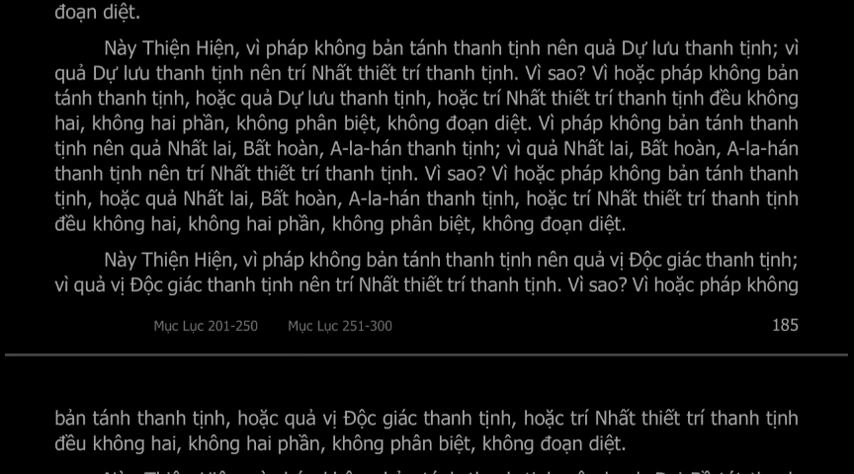 đoạn diệt.
Này Thiện Hiện, vì pháp không bản tánh thanh tịnh nên quả Dự lưu thanh tịnh; vì
quả Dự lưu thanh tịnh nên trí Nhất thiết trí thanh tịnh. Vì sao? Vì hoặc pháp không bản
tánh thanh tịnh, hoặc quả Dự lưu thanh tịnh, hoặc trí Nhất thiết trí thanh tịnh đều không
hai, không hai phần, không phân biệt, không đoạn diệt. Vì pháp không bản tánh thanh
tịnh nên quả Nhất lai, Bất hoàn, A-la-hán thanh tịnh; vì quả Nhất lai, Bất hoàn, A-la-hán
thanh tịnh nên trí Nhất thiết trí thanh tịnh. Vì sao? Vì hoặc pháp không bản tánh thanh
tịnh, hoặc quả Nhất lai, Bất hoàn, A-la-hán thanh tịnh, hoặc trí Nhất thiết trí thanh tịnh
đều không hai, không hai phần, không phân biệt, không đoạn diệt.
Này Thiện Hiện, vì pháp không bản tánh thanh tịnh nên quả vị Độc giác thanh tịnh;
vì quả vị Độc giác thanh tịnh nên trí Nhất thiết trí thanh tịnh. Vì sao? Vì hoặc pháp không
Mục Lục 201-250 Mục Lục 251-300 185
bản tánh thanh tịnh, hoặc quả vị Độc giác thanh tịnh, hoặc trí Nhất thiết trí thanh tịnh
đều không hai, không hai phần, không phân biệt, không đoạn diệt.